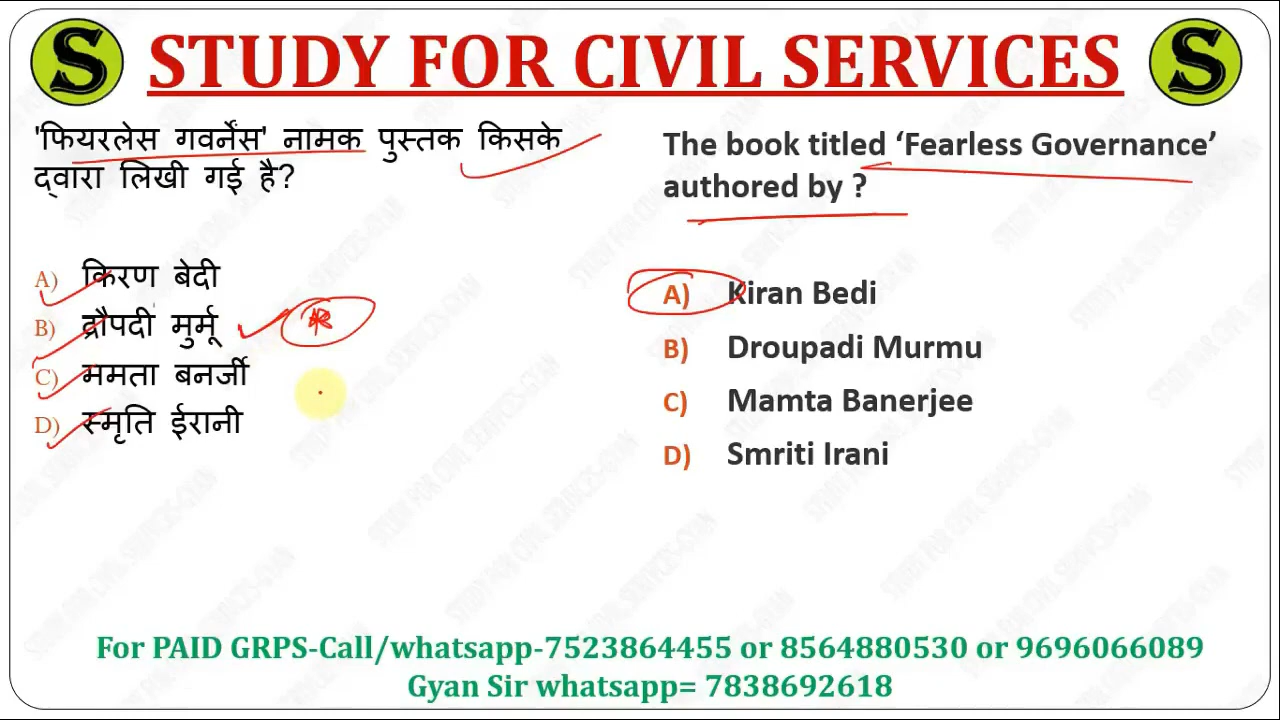 S STUDY FOR CIVIL SERVICES S
'फियरलेस गवर्नेंस' नामक पुस्तक किसके
द्वारा लिखी गई है?
A) किरण बेदी
B) द्रौपदी मुर्मू
C) ममता बनर्जी
D) स्मृति ईरानी
The book titled ‘Fearless Governance’
authored by ?
A) Kiran Bedi
B) Droupadi Murmu
C) Mamta Banerjee
D) Smriti Irani
For PAID GRPS-Call/whatsapp-7523864455 or 8564880530 or 9696066089
Gyan Sir whatsapp= 7838692618